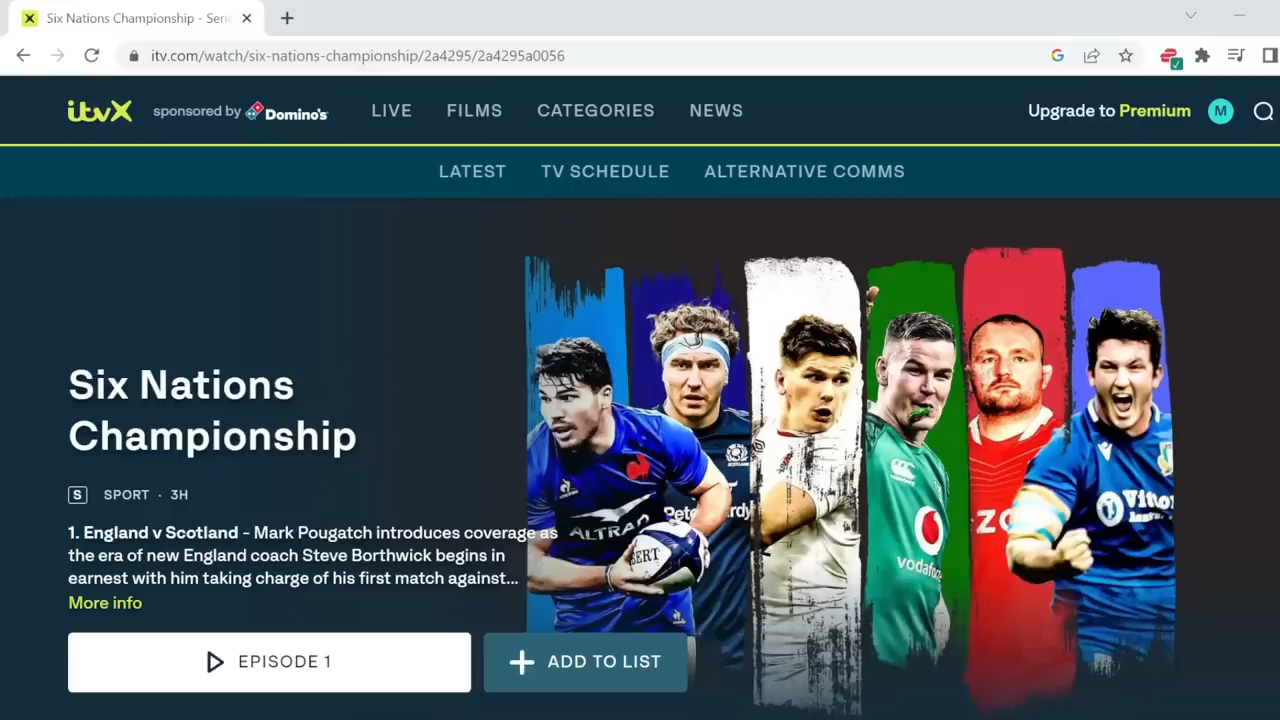 Six Nations Championship - Serie
itv.com/watch/six-nations-championship/2a4295/2a4295a0056
itvX sponsored by Domino's LIVE FILMS CATEGORIES NEWS Upgrade to Premium M
LATEST TV SCHEDULE ALTERNATIVE COMMS
Six Nations
Championship
S SPORT · 3H
1. England v Scotland - Mark Pougatch introduces coverage as
the era of new England coach Steve Borthwick begins in
earnest with him taking charge of his first match against...
More info
EPISODE 1
ADD TO LIST
ALTRAD
vodafone